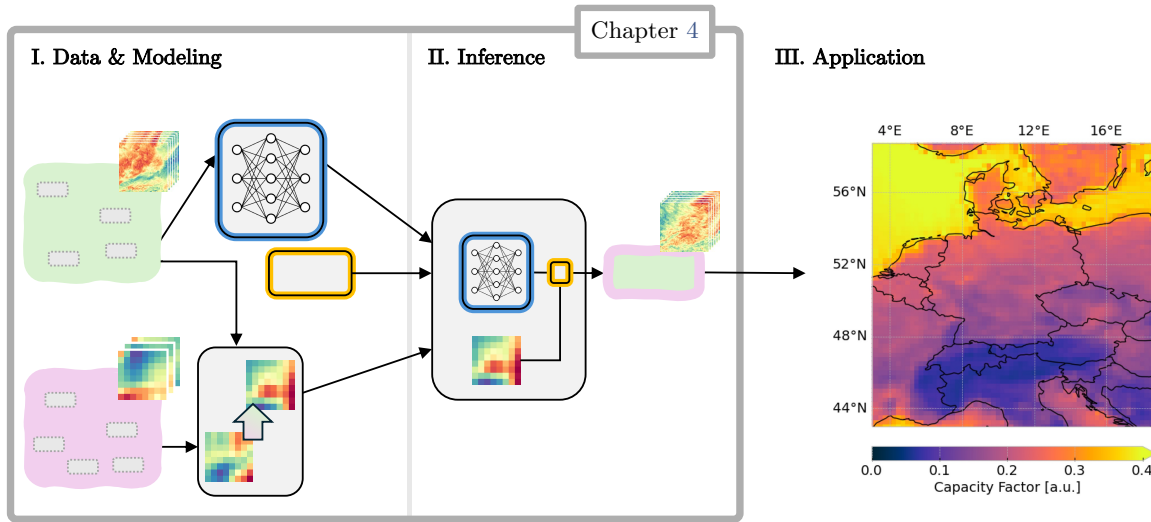 Chapter 4
I. Data & Modeling
II. Inference
III. Application
4°E 8°E 12°E 16°E
56°N
52°N
48°N
44°N
0.0 0.1 0.2 0.3 0.4
Capacity Factor [a.u.]